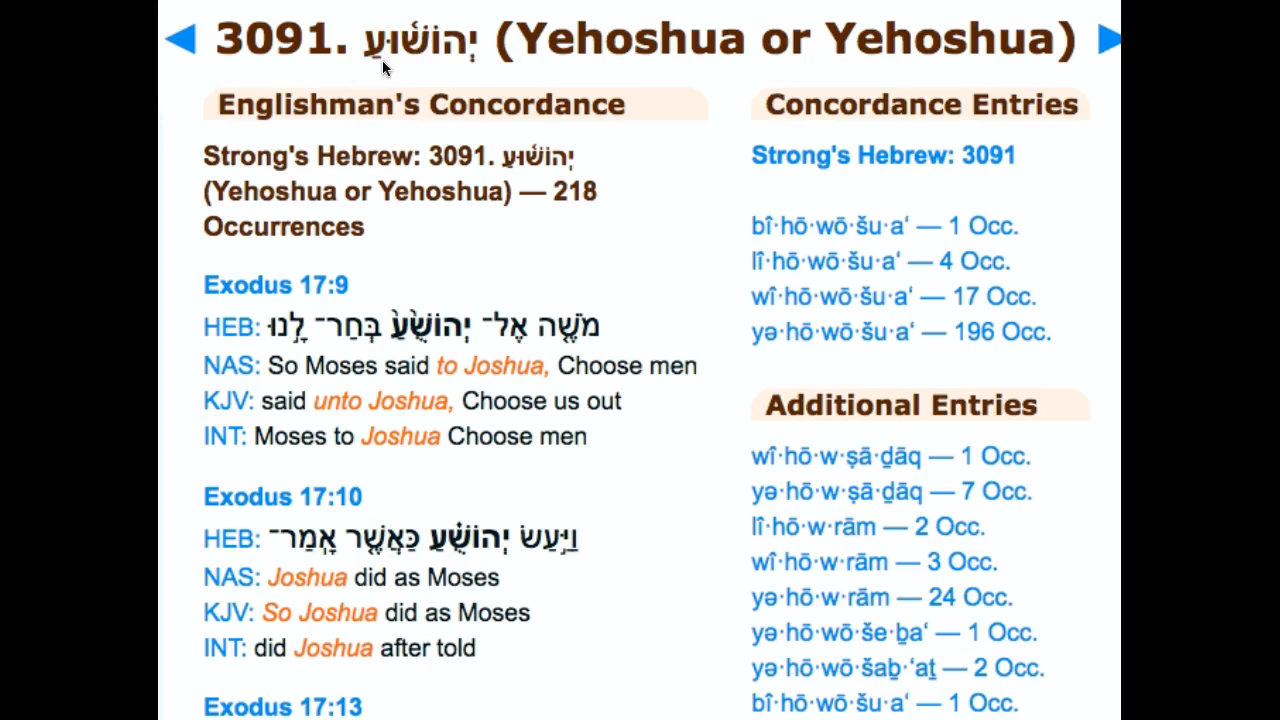 3091. יְהוֹשׁ֫וּעַ (Yehoshua or Yehoshua)
Englishman's Concordance
Strong's Hebrew: 3091. יְהוֹשׁ֫וּעַ
(Yehoshua or Yehoshua) — 218
Occurrences
Exodus 17:9
HEB: מֹשֶׁ֤ה אֶל־ יְהוֹשֻׁ֙עַ֙ בְּחַר־ לָ֣נוּ
NAS: So Moses said to Joshua, Choose men
KJV: said unto Joshua, Choose us out
INT: Moses to Joshua Choose men
Exodus 17:10
HEB: וַיַּ֣עַשׂ יְהוֹשֻׁ֗עַ כַּאֲשֶׁ֤ר אָֽמַר־
NAS: Joshua did as Moses
KJV: So Joshua did as Moses
INT: did Joshua after told
Exodus 17:13
Concordance Entries
Strong's Hebrew: 3091
bî·hō·wō·šu·a‘ — 1 Occ.
lî·hō·wō·šu·a‘ — 4 Occ.
wî·hō·wō·šu·a‘ — 17 Occ.
yə·hō·wō·šu·a‘ — 196 Occ.
Additional Entries
wî·hō·w·ṣā·ḏāq — 1 Occ.
yə·hō·w·ṣā·ḏāq — 7 Occ.
lî·hō·w·rām — 2 Occ.
wî·hō·w·rām — 3 Occ.
yə·hō·w·rām — 24 Occ.
yə·hō·wō·še·ḇa‘ — 1 Occ.
yə·hō·wō·šaḇ·‘aṯ — 2 Occ.
bî·hō·wō·šu·a‘ — 1 Occ.